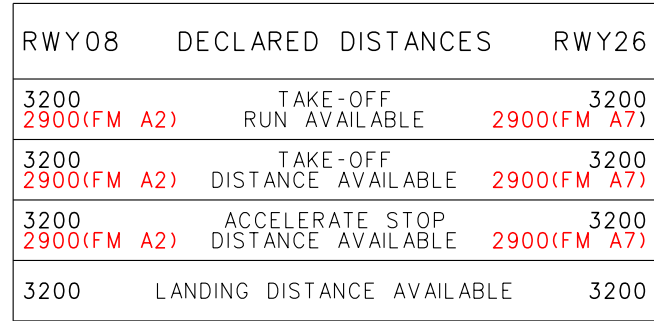 RWY08 DECLARED DISTANCES RWY26
3200 TAKE-OFF 3200
2900(FM A2) RUN AVAILABLE 2900(FM A7)
3200 TAKE-OFF 3200
2900(FM A2) DISTANCE AVAILABLE 2900(FM A7)
3200 ACCELERATE STOP 3200
2900(FM A2) DISTANCE AVAILABLE 2900(FM A7)
3200 LANDING DISTANCE AVAILABLE 3200